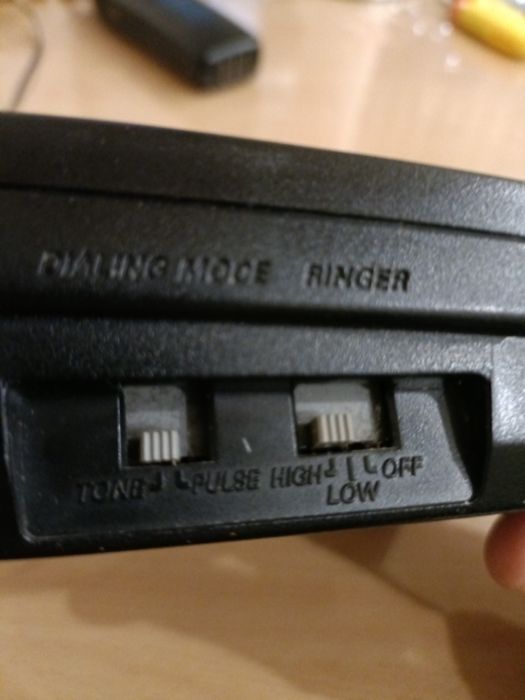 DIALING MODE RINGER
TONE PULSE HIGH OFF
LOW